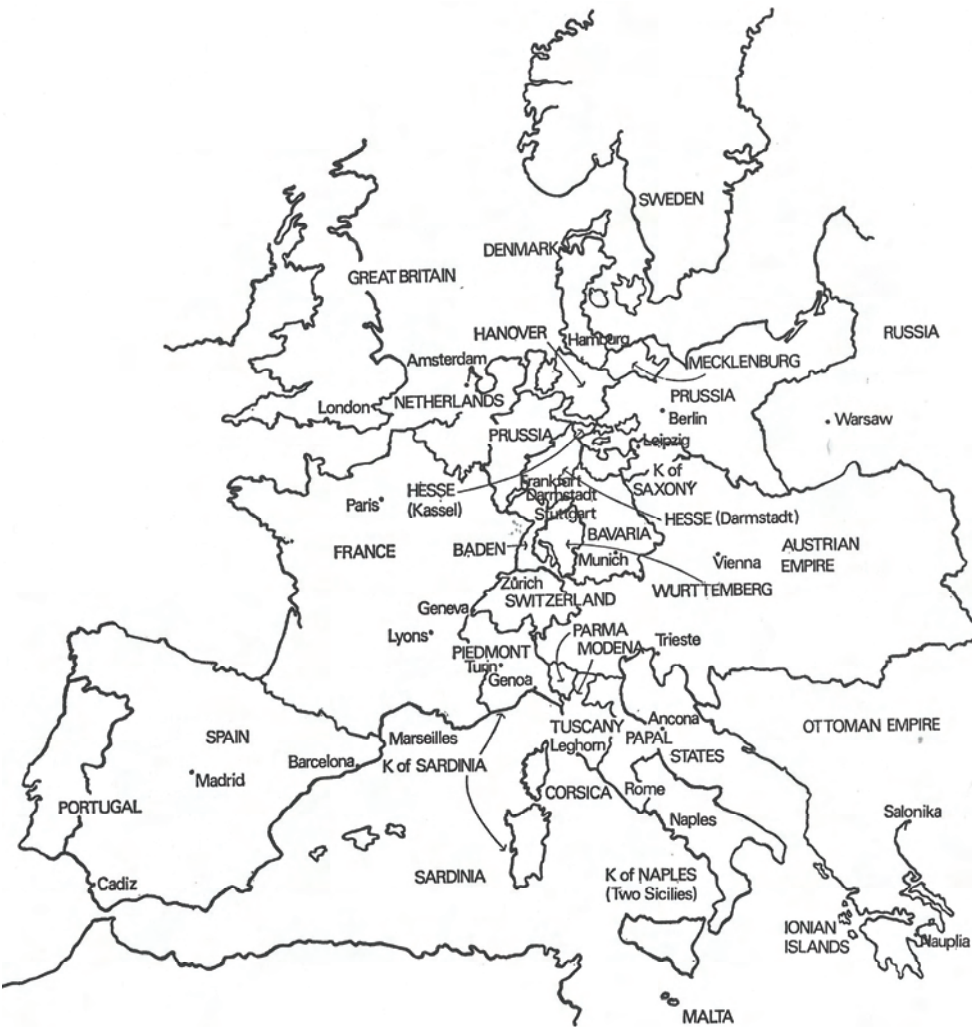 SWEDEN
DENMARK
GREAT BRITAIN
HANOVER
Hamburg
RUSSIA
Amsterdam
MECKLENBURG
NETHERLANDS
PRUSSIA
London
Berlin
Warsaw
PRUSSIA
Leipzig
K of
SAXONY
Frankfurt
HESSE
(Kassel)
Darmstadt
Paris
Stuttgart
HESSE (Darmstadt)
BAVARIA
FRANCE
BADEN
AUSTRIAN
EMPIRE
Munich
Vienna
Zürich
WURTTEMBERG
SWITZERLAND
Geneva
Lyons
PARMA
Trieste
PIEDMONT
MODENA
Turin
Genoa
TUSCANY
Ancona
OTTOMAN EMPIRE
SPAIN
Marseilles
PAPAL
STATES
Leghorn
Barcelona
K of SARDINIA
Madrid
CORSICA
Rome
PORTUGAL
Naples
Salonika
SARDINIA
K of NAPLES
(Two Sicilies)
Cadiz
IONIAN
ISLANDS
Nauplia
MALTA